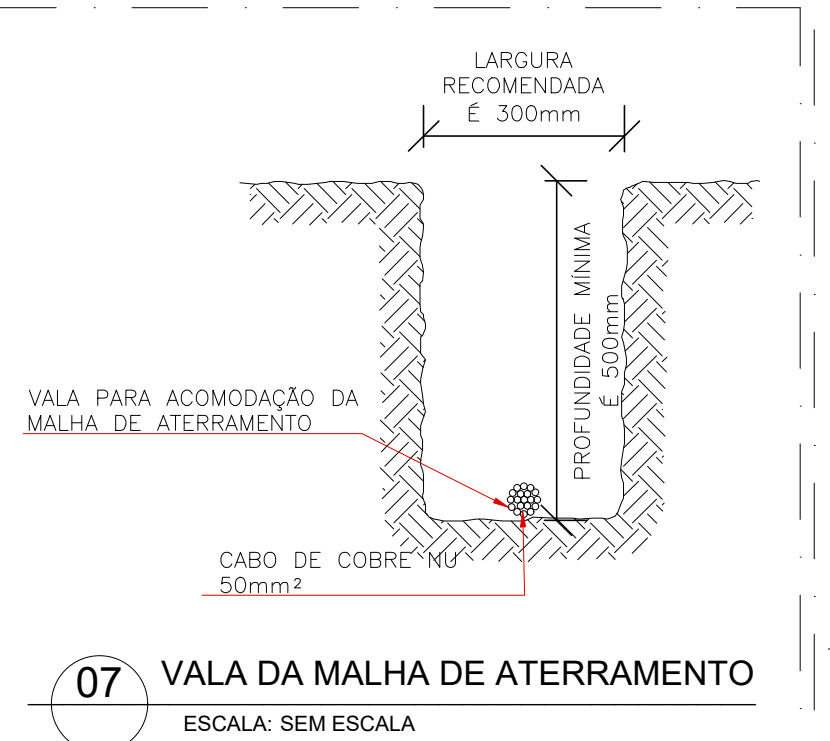 LARGURA
RECOMENDADA
É 300mm
PROFUNDIDADE MÍNIMA
É 500mm
VALA PARA ACOMODAÇÃO DA
MALHA DE ATERRAMENTO
CABO DE COBRE NU
50mm²
07 VALA DA MALHA DE ATERRAMENTO
ESCALA: SEM ESCALA